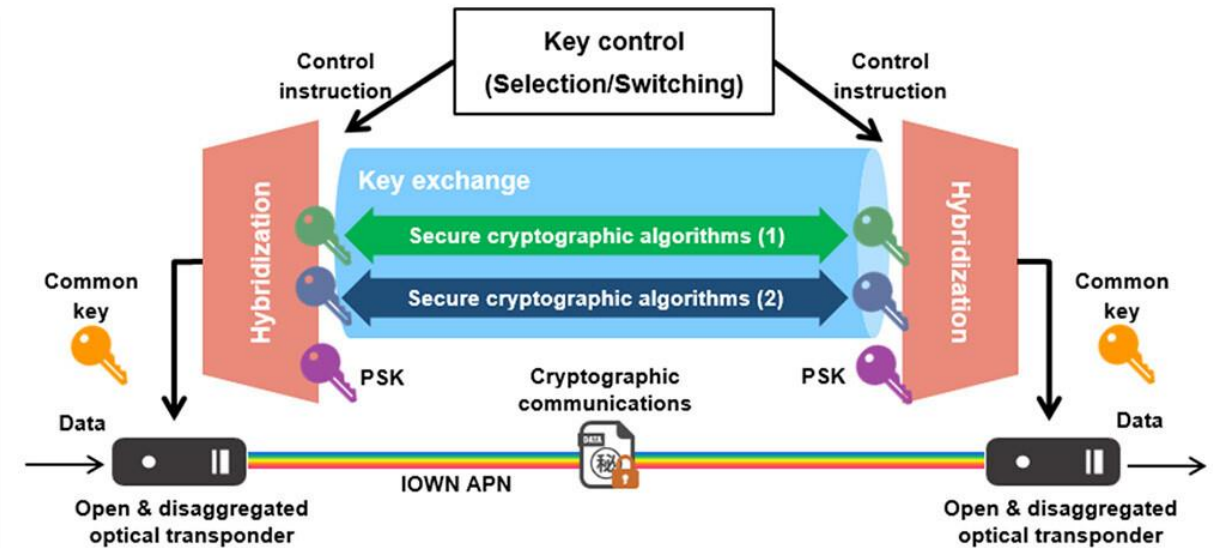 Key control
(Selection/Switching)
Control
instruction
Control
instruction
Key exchange
Hybridization
Hybridization
Secure cryptographic algorithms (1)
Secure cryptographic algorithms (2)
Common
key
Common
key
PSK
PSK
Cryptographic
communications
Data
Data
DATA
秘
IOWN APN
Open & disaggregated
optical transponder
Open & disaggregated
optical transponder